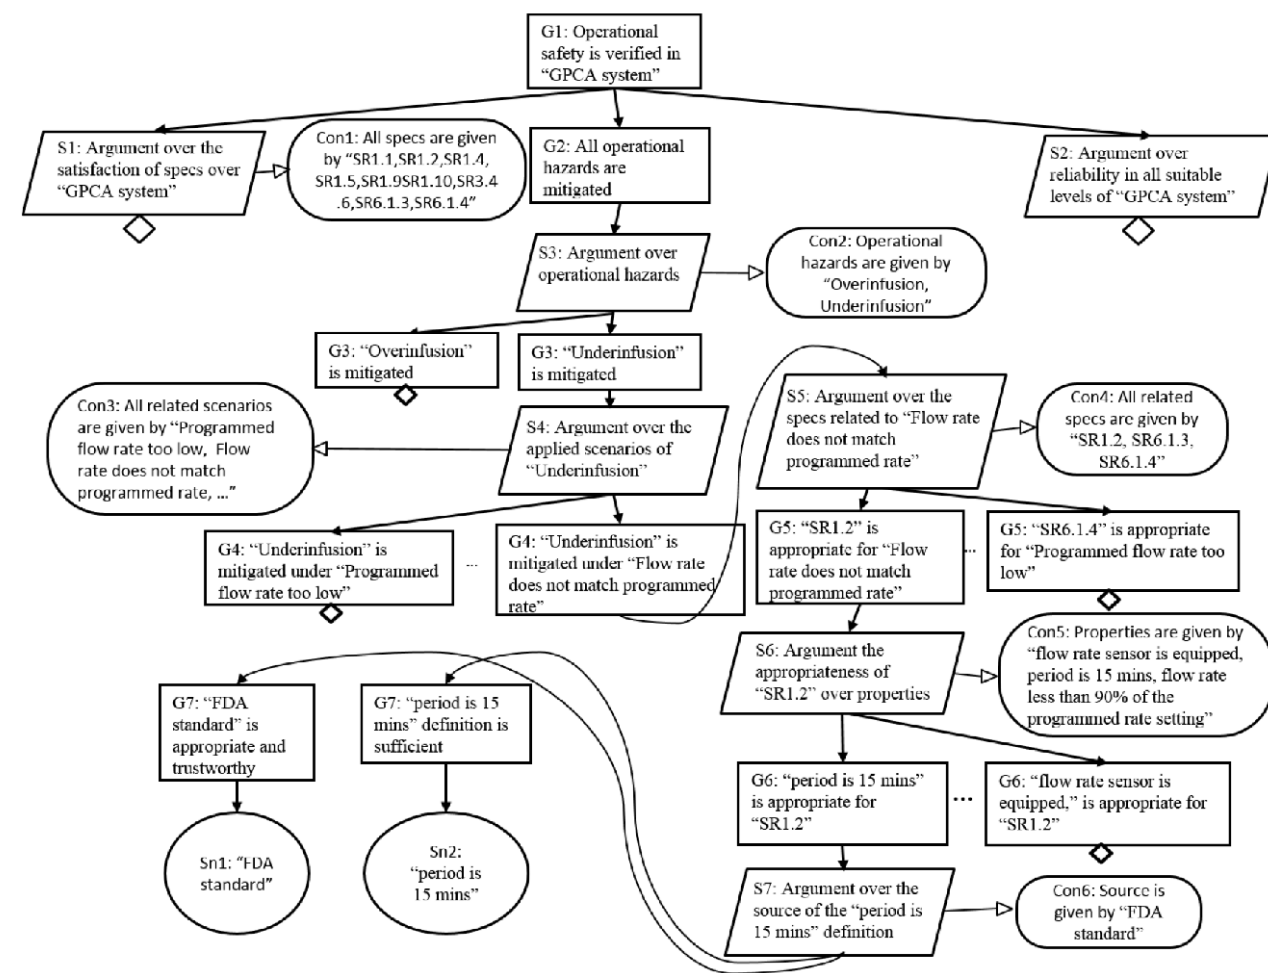 G1: Operational
safety is verified in
“GPCA system”
S1: Argument over the
satisfaction of specs over
“GPCA system”
Con1: All specs are given
by “SR1.1,SR1.2,SR1.4,
SR1.5,SR1.9SR1.10,SR3.4
.6,SR6.1.3,SR6.1.4”
G2: All operational
hazards are
mitigated
S2: Argument over
reliability in all suitable
levels of “GPCA system”
S3: Argument over
operational hazards
Con2: Operational
hazards are given by
“Overinfusion,
Underinfusion”
G3: “Overinfusion”
is mitigated
G3: “Underinfusion”
is mitigated
Con3: All related scenarios
are given by “Programmed
flow rate too low, Flow
rate does not match
programmed rate, ...”
S4: Argument over the
applied scenarios of
“Underinfusion”
S5: Argument over the
specs related to “Flow rate
does not match
programmed rate”
Con4: All related
specs are given by
“SR1.2, SR6.1.3,
SR6.1.4”
G4: “Underinfusion” is
mitigated under “Programmed
flow rate too low”
...
G4: “Underinfusion” is
mitigated under “Flow rate
does not match programmed
rate”
G5: “SR1.2” is
appropriate for “Flow
rate does not match
programmed rate”
...
G5: “SR6.1.4” is appropriate
for “Programmed flow rate too
low”
S6: Argument the
appropriateness of
“SR1.2” over properties
Con5: Properties are given by
“flow rate sensor is equipped,
period is 15 mins, flow rate
less than 90% of the
programmed rate setting”
G7: “FDA
standard” is
appropriate and
trustworthy
G7: “period is 15
mins” definition is
sufficient
G6: “period is 15 mins”
is appropriate for
“SR1.2”
...
G6: “flow rate sensor is
equipped,” is appropriate for
“SR1.2”
Sn1: “FDA
standard”
Sn2:
“period is
15 mins”
S7: Argument over the
source of the “period is
15 mins” definition
Con6: Source is
given by “FDA
standard”